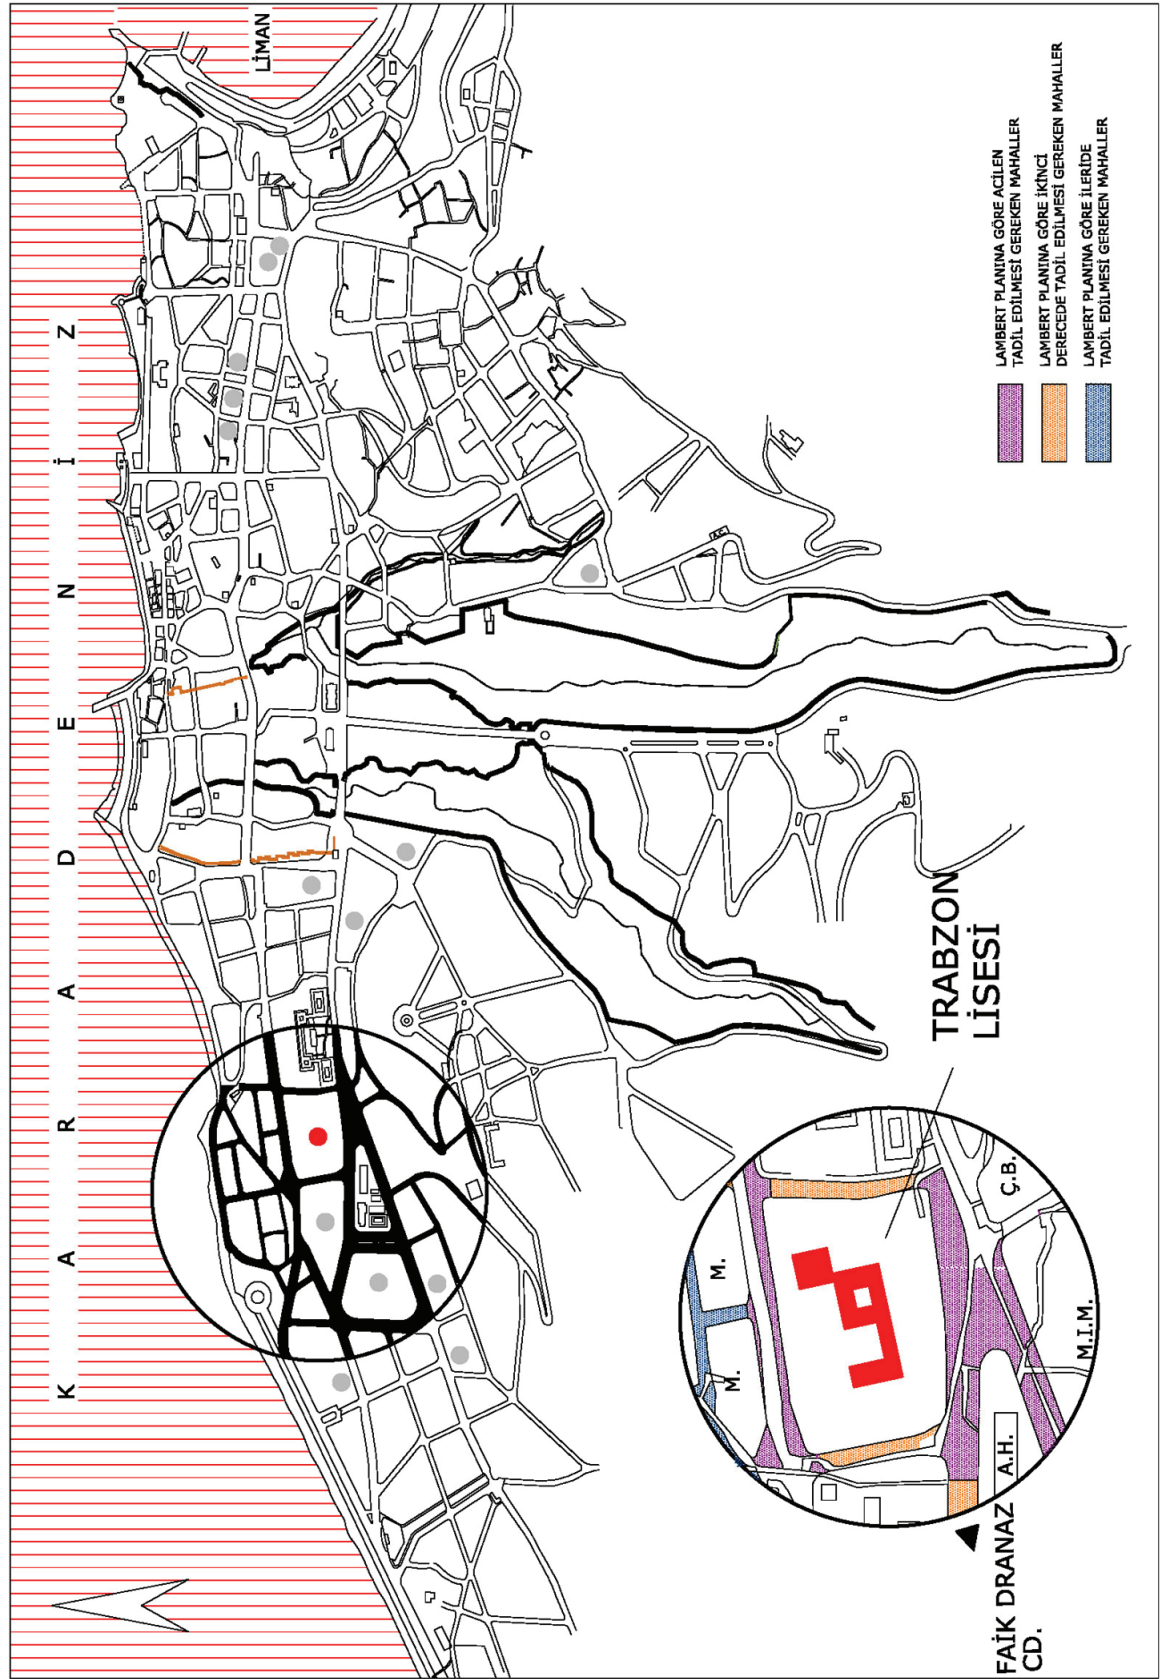 KARADENİZ
LİMAN
LAMBERT PLANINA GÖRE ACİLEN
TADİL EDİLMESİ GEREKEN MAHALLER
LAMBERT PLANINA GÖRE İKİNCİ
DERECEDE TADİL EDİLMESİ GEREKEN MAHALLER
LAMBERT PLANINA GÖRE İLERİDE
TADİL EDİLMESİ GEREKEN MAHALLER
TRABZON
LİSESİ
M.
M.
Ç.B.
M.I.M.
A.H.
FAİK DRANAZ
CD.